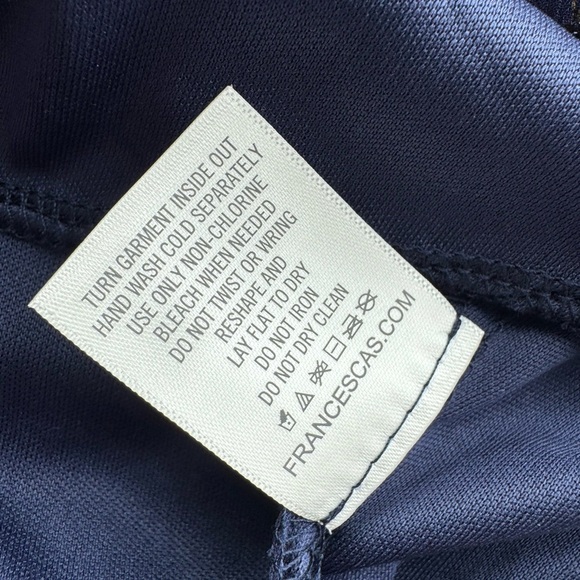 TURN GARMENT INSIDE OUT
HAND WASH COLD SEPARATELY
USE ONLY NON-CHLORINE
BLEACH WHEN NEEDED
DO NOT TWIST OR WRING
RESHAPE AND
LAY FLAT TO DRY
DO NOT IRON
DO NOT DRY CLEAN
FRANCESCAS.COM